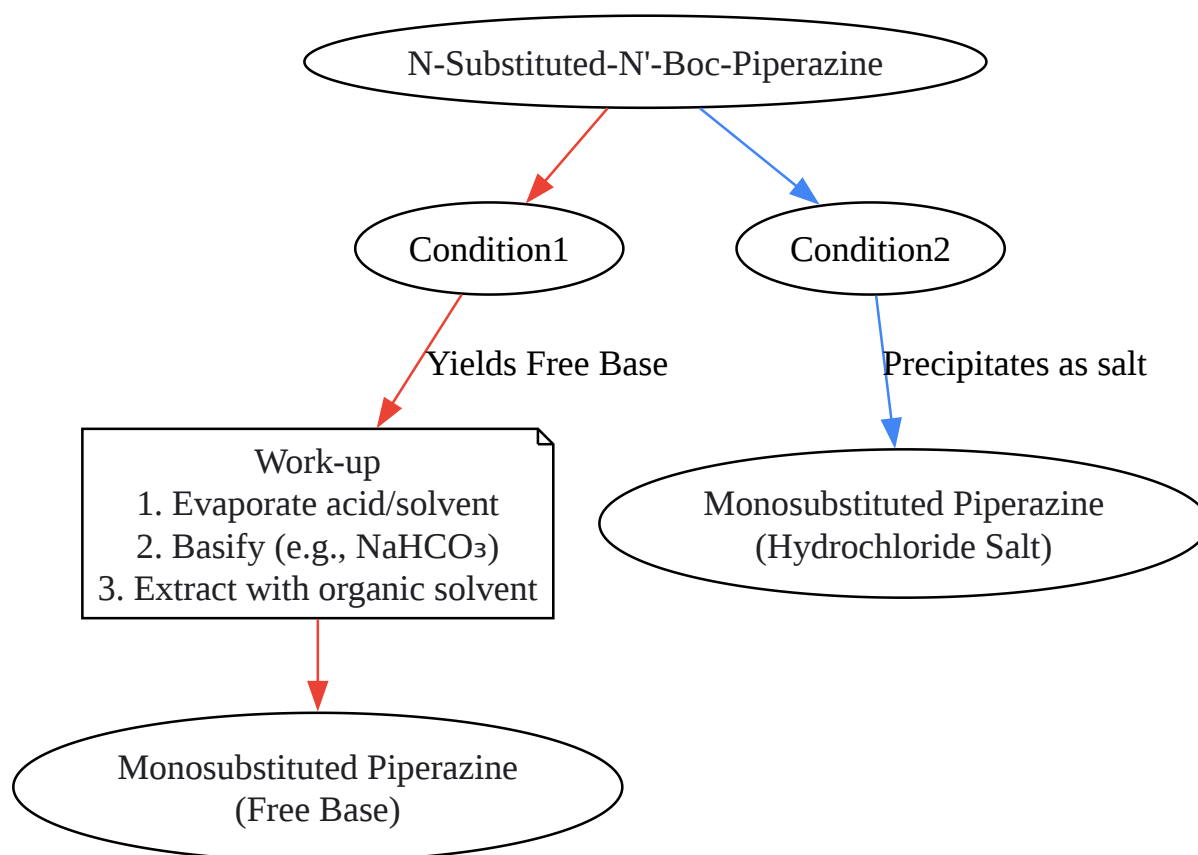 N-Substituted-N'-Boc-Piperazine
Condition1
Condition2
Yields Free Base
Precipitates as salt
Work-up
1. Evaporate acid/solvent
2. Basify (e.g., NaHCO₃)
3. Extract with organic solvent
Monosubstituted Piperazine
(Hydrochloride Salt)
Monosubstituted Piperazine
(Free Base)